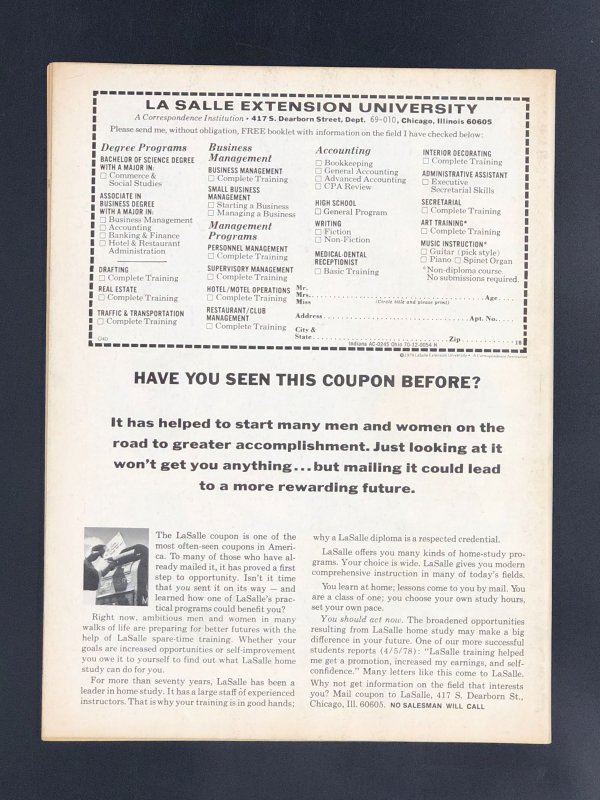 LA SALLE EXTENSION UNIVERSITY
A Correspondence Institution • 417 S. Dearborn Street, Dept. 69-010, Chicago, Illinois 60605
Please send me, without obligation, FREE booklet with information on the field I have checked below:
Degree Programs
BACHELOR OF SCIENCE DEGREE
WITH A MAJOR IN:
Commerce &
Social Studies
ASSOCIATE IN
BUSINESS DEGREE
WITH A MAJOR IN:
Business Management
Accounting
Banking & Finance
Hotel & Restaurant
Administration
DRAFTING
Complete Training
REAL ESTATE
Complete Training
TRAFFIC & TRANSPORTATION
Complete Training
Business
Management
BUSINESS MANAGEMENT
Complete Training
SMALL BUSINESS
MANAGEMENT
Starting a Business
Managing a Business
Management
Programs
PERSONNEL MANAGEMENT
Complete Training
SUPERVISORY MANAGEMENT
Complete Training
HOTEL/MOTEL OPERATIONS
Complete Training
RESTAURANT/CLUB
MANAGEMENT
Complete Training
Accounting
Bookkeeping
General Accounting
Advanced Accounting
CPA Review
HIGH SCHOOL
General Program
WRITING
Fiction
Non-Fiction
MEDICAL-DENTAL
RECEPTIONIST
Basic Training
INTERIOR DECORATING
Complete Training
ADMINISTRATIVE ASSISTANT
Executive
Secretarial Skills
SECRETARIAL
Complete Training
ART TRAINING*
Complete Training
MUSIC INSTRUCTION*
Guitar (pick style)
Piano Spinet Organ
*Non-diploma course.
No submissions required.
Mr.
Mrs. Age
Miss (Circle title and please print)
Address Apt. No.
City &
State Zip 18
Indiana AC-0245 Ohio 70-12-0054 H
© 1979 LaSalle Extension University • A Correspondence Institution
HAVE YOU SEEN THIS COUPON BEFORE?
It has helped to start many men and women on the
road to greater accomplishment. Just looking at it
won't get you anything...but mailing it could lead
to a more rewarding future.
The LaSalle coupon is one of the
most often-seen coupons in Ameri-
ca. To many of those who have al-
ready mailed it, it has proved a first
step to opportunity. Isn't it time
that you sent it on its way — and
learned how one of LaSalle's prac-
tical programs could benefit you?
Right now, ambitious men and women in many
walks of life are preparing for better futures with the
help of LaSalle spare-time training. Whether your
goals are increased opportunities or self-improvement
you owe it to yourself to find out what LaSalle home
study can do for you.
For more than seventy years, LaSalle has been a
leader in home study. It has a large staff of experienced
instructors. That is why your training is in good hands;
why a LaSalle diploma is a respected credential.
LaSalle offers you many kinds of home-study pro-
grams. Your choice is wide. LaSalle gives you modern
comprehensive instruction in many of today's fields.
You learn at home; lessons come to you by mail. You
are a class of one; you choose your own study hours,
set your own pace.
You should act now. The broadened opportunities
resulting from LaSalle home study may make a big
difference in your future. One of our more successful
students reports (4/5/78): "LaSalle training helped
me get a promotion, increased my earnings, and self-
confidence." Many letters like this come to LaSalle.
Why not get information on the field that interests
you? Mail coupon to LaSalle, 417 S. Dearborn St.,
Chicago, Ill. 60605. NO SALESMAN WILL CALL